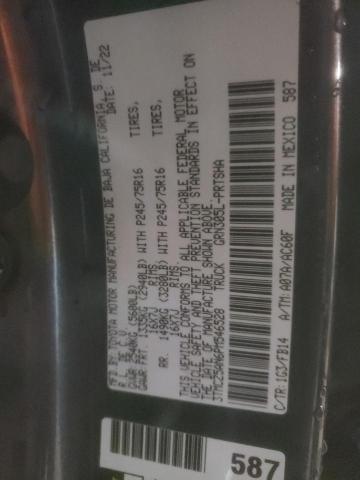 MFD. BY TOYOTA MOTOR MANUFACTURING DE BAJA CALIFORNIA, S. DE
R. L. DE C. V. DATE: 11/22
GVWR 2540KG (5600LB)
GAWR FRT. 1335KG (2940LB) WITH P245/75R16 TIRES,
16X7J RIMS
RR. 1490KG (3280LB) WITH P245/75R16 TIRES,
16X7J RIMS
THIS VEHICLE CONFORMS TO ALL APPLICABLE FEDERAL MOTOR
VEHICLE SAFETY AND THEFT PREVENTION STANDARDS IN EFFECT ON
THE DATE OF MANUFACTURE SHOWN ABOVE.
3TMCZ5AN6PM546520 TRUCK GRN305L-PRTSHA
C/TR: 1G3/FB14 A/TM: A07A/AC60F MADE IN MEXICO 587
587